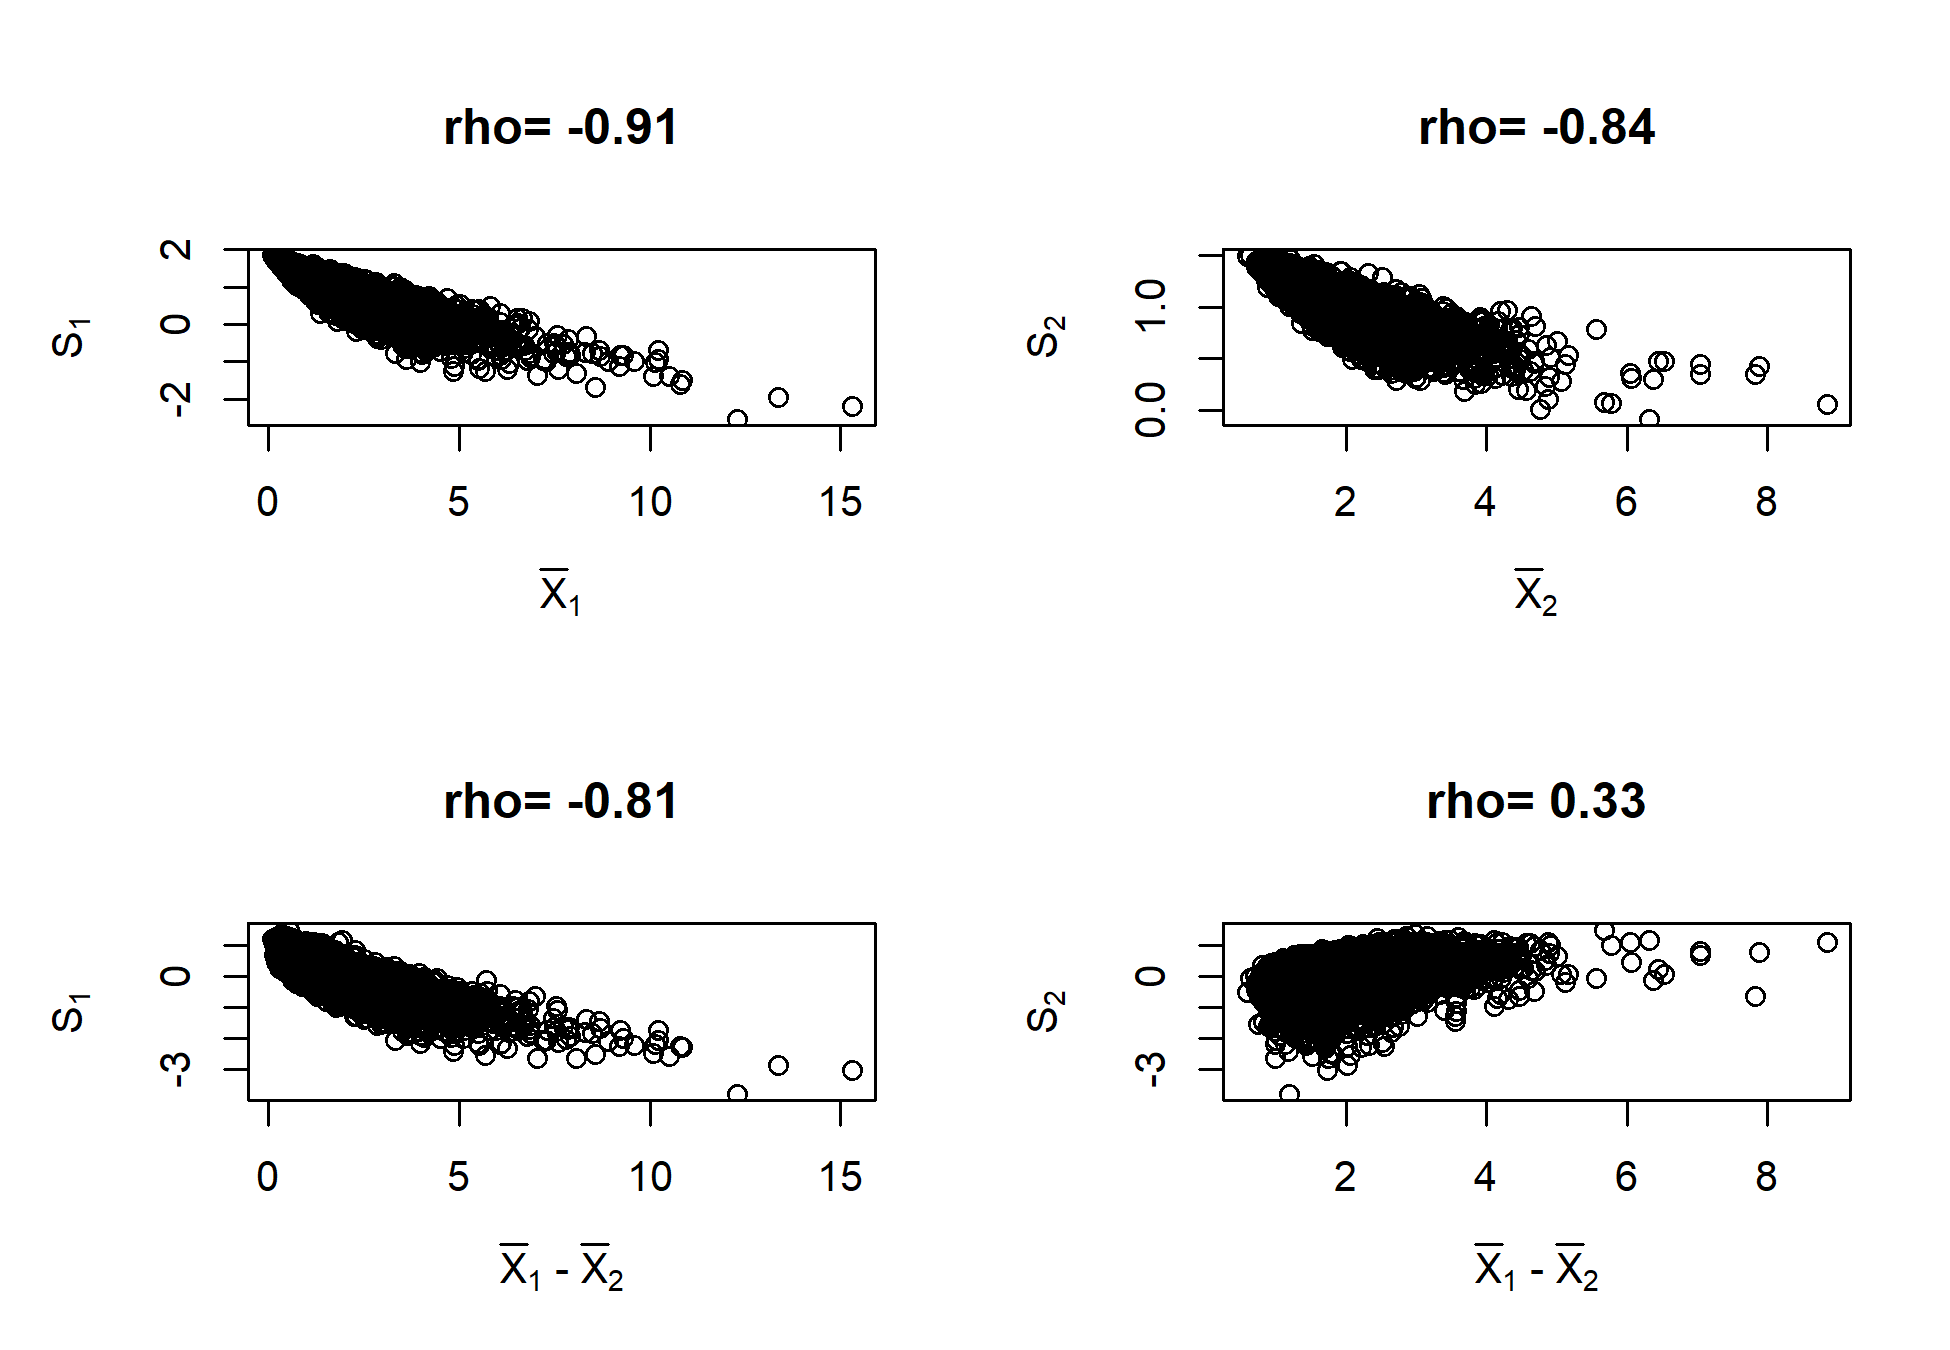 rho= -0.91
S1
2
0
-2
0 5 10 15
X̅1
rho= -0.84
S2
1.0
0.0
2 4 6 8
X̅2
rho= -0.81
S1
0
-3
0 5 10 15
X̅1 - X̅2
rho= 0.33
S2
0
-3
2 4 6 8
X̅1 - X̅2